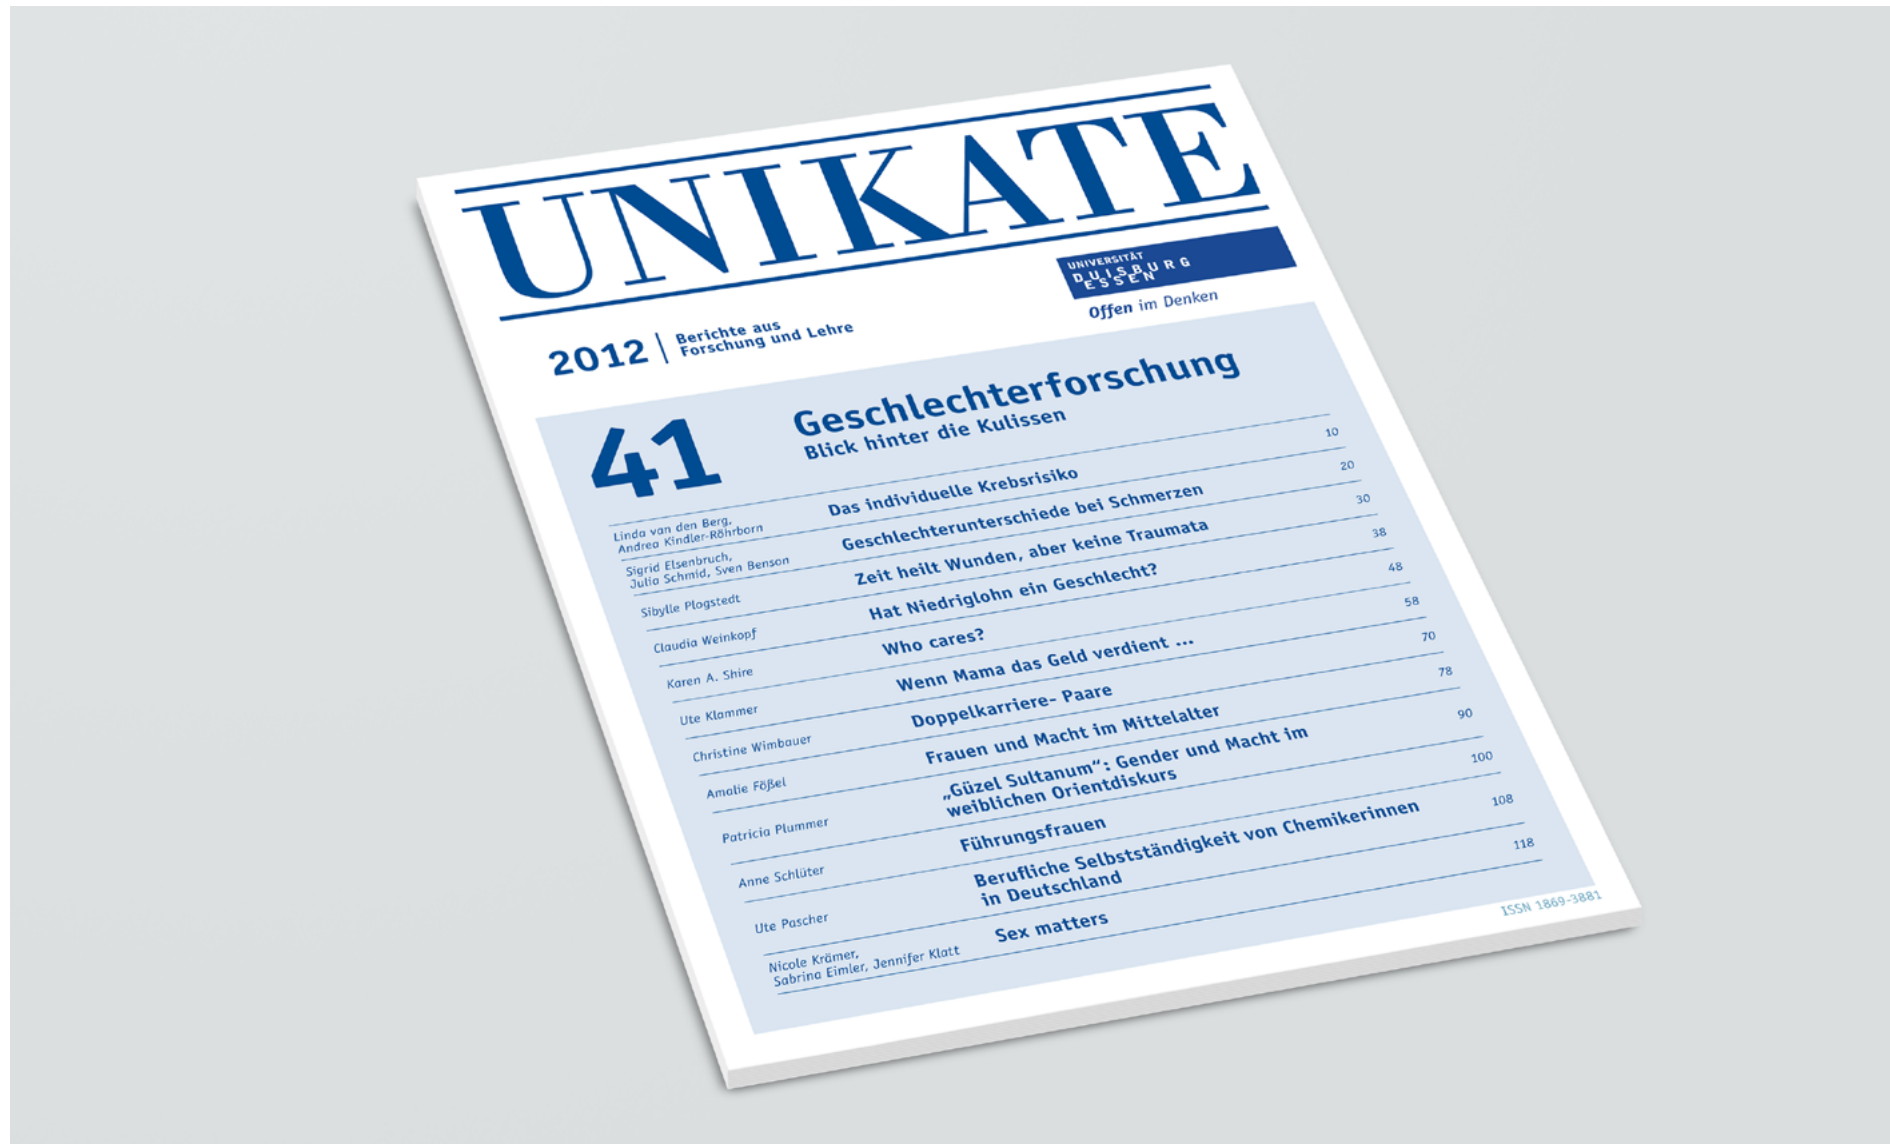 UNIKATE
UNIVERSITÄT
DUISBURG
ESSEN
Offen im Denken
2012 | Berichte aus
Forschung und Lehre
41
Geschlechterforschung
Blick hinter die Kulissen
Linda van den Berg,
Andrea Kindler-Röhrborn
Das individuelle Krebsrisiko
10
Sigrid Elsenbruch,
Julia Schmid, Sven Benson
Geschlechterunterschiede bei Schmerzen
20
Sibylle Plogstedt
Zeit heilt Wunden, aber keine Traumata
30
Claudia Weinkopf
Hat Niedriglohn ein Geschlecht?
38
Karen A. Shire
Who cares?
48
Ute Klammer
Wenn Mama das Geld verdient ...
58
Christine Wimbauer
Doppelkarriere- Paare
70
Amalie Fößel
Frauen und Macht im Mittelalter
78
Patricia Plummer
„Güzel Sultanum“: Gender und Macht im
weiblichen Orientdiskurs
90
Anne Schlüter
Führungsfrauen
100
Ute Pascher
Berufliche Selbstständigkeit von Chemikerinnen
in Deutschland
108
Nicole Krämer,
Sabrina Eimler, Jennifer Klatt
Sex matters
118
ISSN 1869-3881